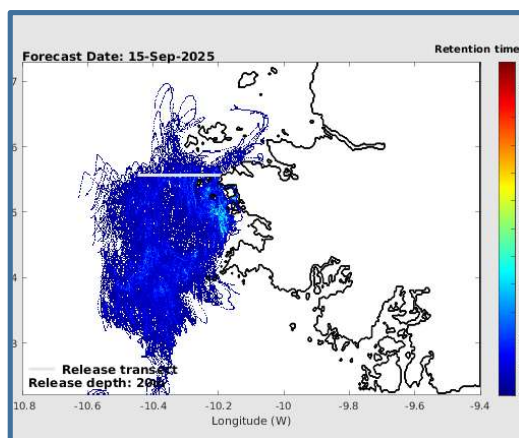 Forecast Date: 15-Sep-2025
Retention time
7
6
5
4
3
Release transect
Release depth: 20m
10.8
-10.6
-10.4
-10.2
-10
-9.8
-9.6
-9.4
Longitude (W)